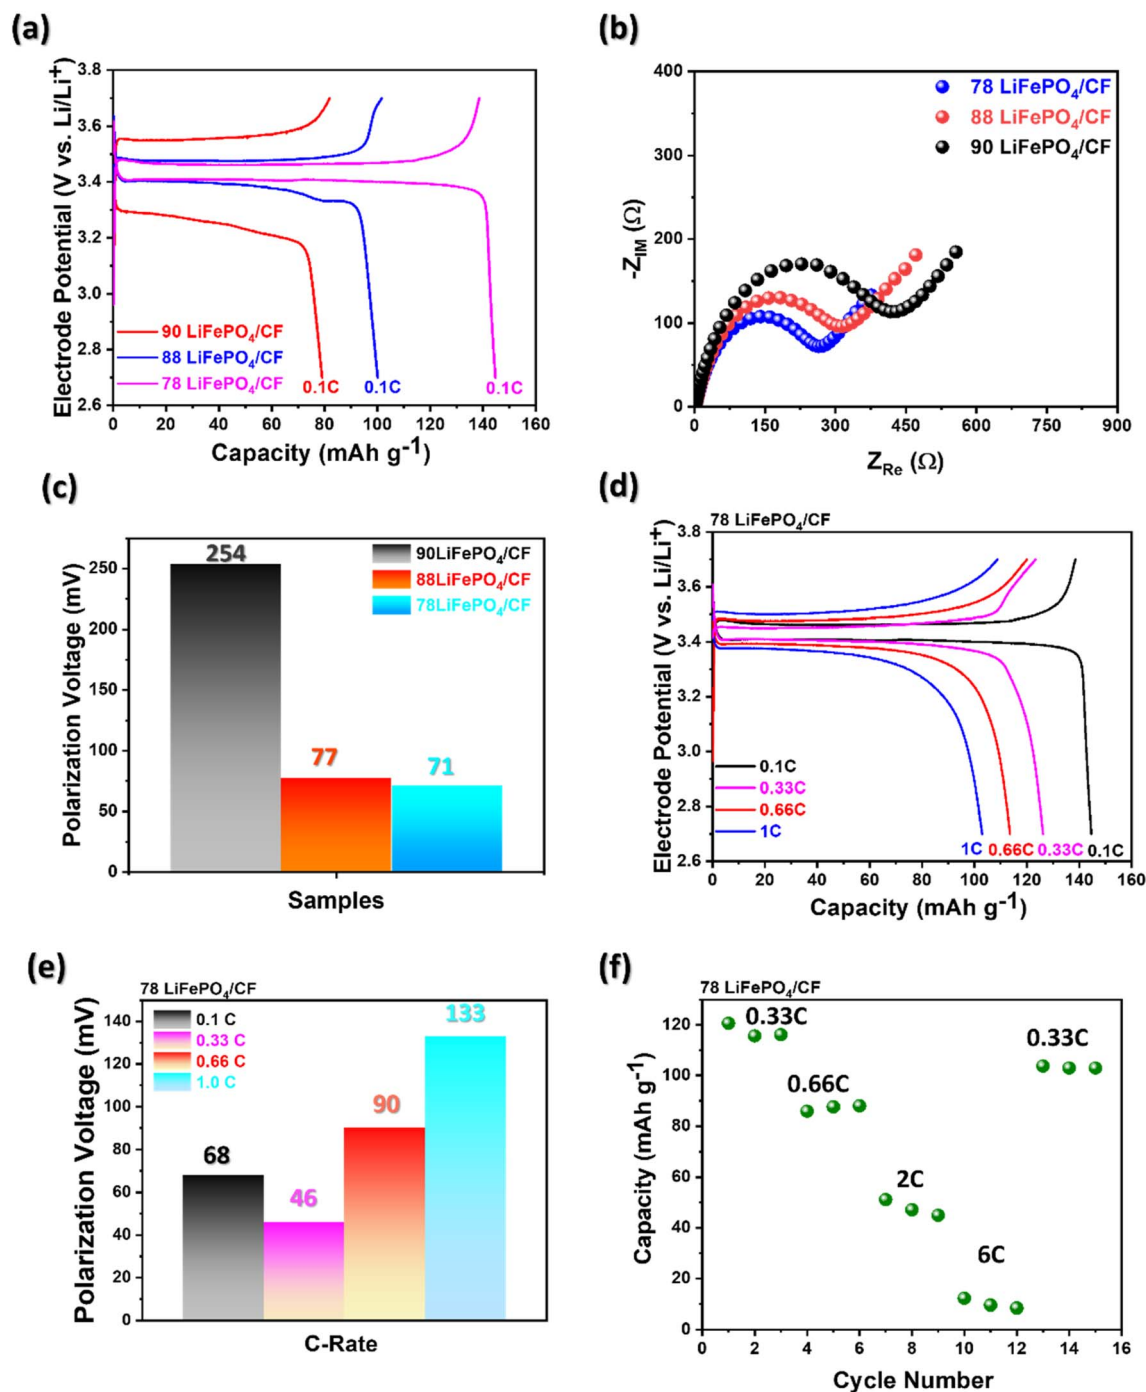 (a)
Electrode Potential (V vs. Li/Li⁺)
3.8
3.6
3.4
3.2
3.0
2.8
2.6
90 LiFePO₄/CF
88 LiFePO₄/CF
78 LiFePO₄/CF
0.1C
0.1C
0.1C
0 20 40 60 80 100 120 140 160
Capacity (mAh g⁻¹)
(b)
-Z_IM (Ω)
400
300
200
100
0
78 LiFePO₄/CF
88 LiFePO₄/CF
90 LiFePO₄/CF
0 150 300 450 600 750 900
Z_Re (Ω)
(c)
Polarization Voltage (mV)
250
200
150
100
50
0
254
77
71
90LiFePO₄/CF
88LiFePO₄/CF
78LiFePO₄/CF
Samples
(d)
78 LiFePO₄/CF
Electrode Potential (V vs. Li/Li⁺)
3.8
3.6
3.4
3.2
3.0
2.8
2.6
0.1C
0.33C
0.66C
1C
1C 0.66C 0.33C 0.1C
0 20 40 60 80 100 120 140 160
Capacity (mAh g⁻¹)
(e)
78 LiFePO₄/CF
Polarization Voltage (mV)
140
120
100
80
60
40
20
0
0.1 C
0.33 C
0.66 C
1.0 C
68
46
90
133
C-Rate
(f)
78 LiFePO₄/CF
Capacity (mAh g⁻¹)
120
100
80
60
40
20
0
0.33C
0.66C
2C
6C
0.33C
0 2 4 6 8 10 12 14 16
Cycle Number